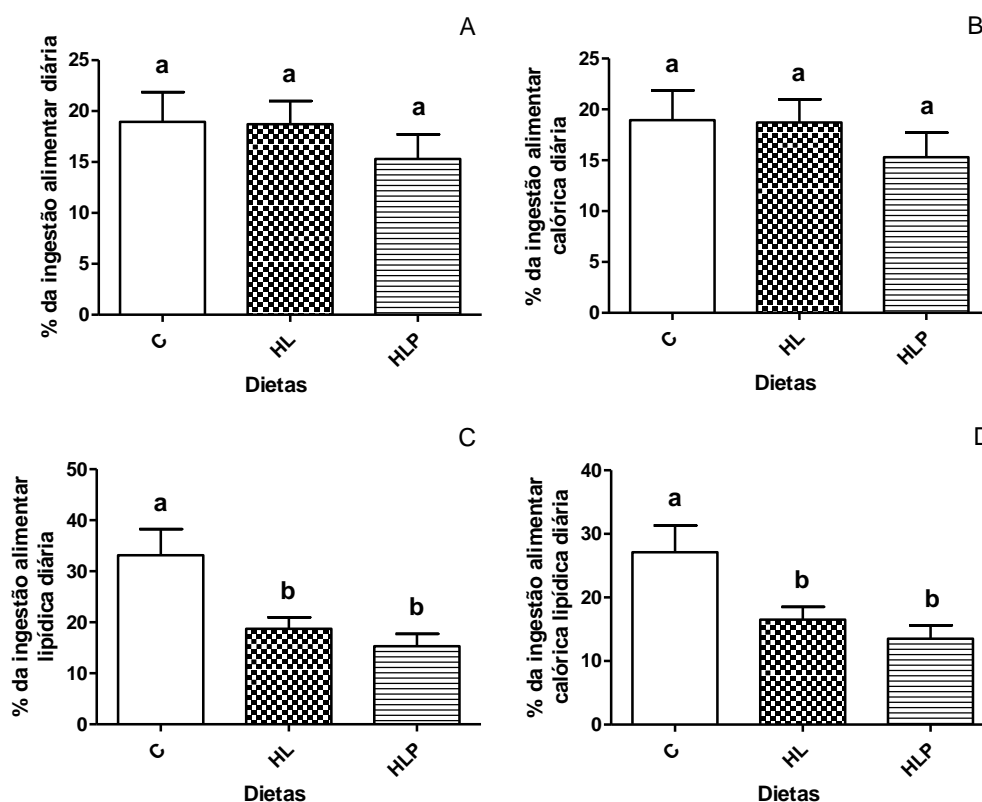 A
% da ingestão alimentar diária
25
20
15
10
5
0
a
a
a
C
HL
HLP
Dietas
B
% da ingestão alimentar
calórica diária
25
20
15
10
5
0
a
a
a
C
HL
HLP
Dietas
C
% da ingestão alimentar
lipídica diária
50
40
30
20
10
0
a
b
b
C
HL
HLP
Dietas
D
% da ingestão alimentar
calórica lipídica diária
40
30
20
10
0
a
b
b
C
HL
HLP
Dietas